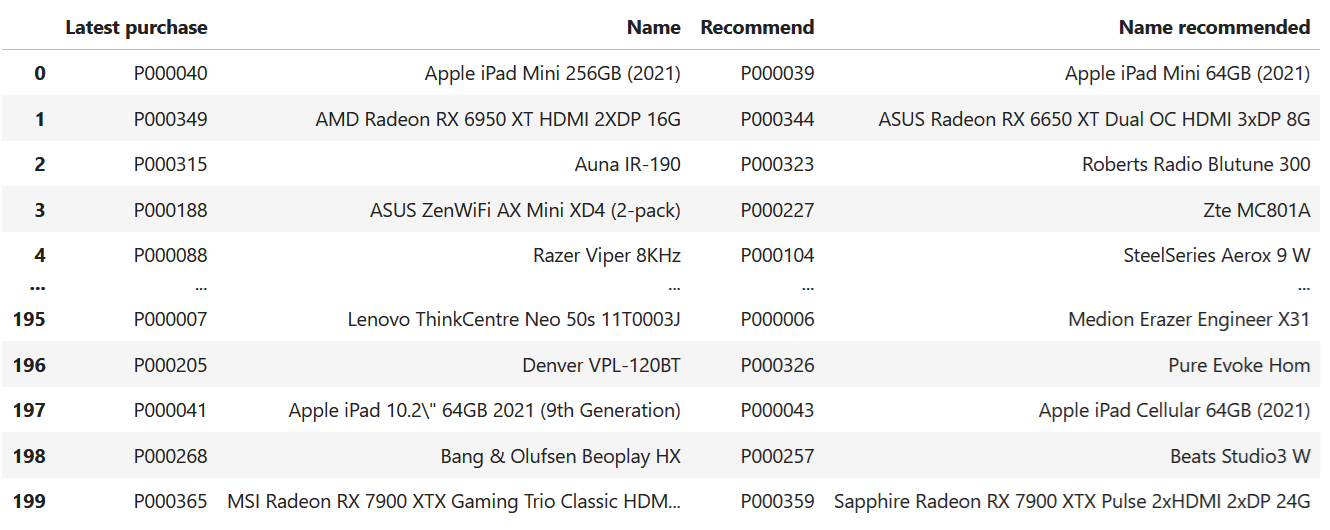 Latest purchase Name Recommend Name recommended
0 P000040 Apple iPad Mini 256GB (2021) P000039 Apple iPad Mini 64GB (2021)
1 P000349 AMD Radeon RX 6950 XT HDMI 2XDP 16G P000344 ASUS Radeon RX 6650 XT Dual OC HDMI 3xDP 8G
2 P000315 Auna IR-190 P000323 Roberts Radio Blutune 300
3 P000188 ASUS ZenWiFi AX Mini XD4 (2-pack) P000227 Zte MC801A
4 P000088 Razer Viper 8KHz P000104 SteelSeries Aerox 9 W
... ... ... ... ...
195 P000007 Lenovo ThinkCentre Neo 50s 11T0003J P000006 Medion Erazer Engineer X31
196 P000205 Denver VPL-120BT P000326 Pure Evoke Hom
197 P000041 Apple iPad 10.2\" 64GB 2021 (9th Generation) P000043 Apple iPad Cellular 64GB (2021)
198 P000268 Bang & Olufsen Beoplay HX P000257 Beats Studio3 W
199 P000365 MSI Radeon RX 7900 XTX Gaming Trio Classic HDM... P000359 Sapphire Radeon RX 7900 XTX Pulse 2xHDMI 2xDP 24G